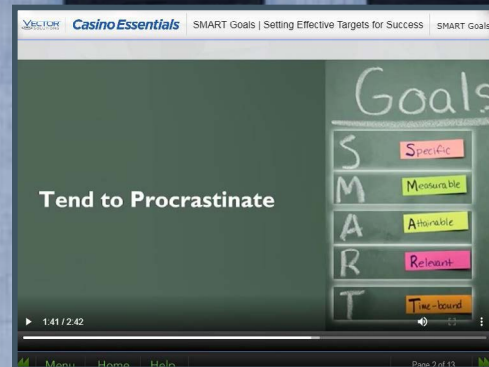 VECTOR
SOLUTIONS
Casino Essentials
SMART Goals | Setting Effective Targets for Success
SMART Goals
Tend to Procrastinate
Goals
S Specific
M Measurable
A Attainable
R Relevant
T Time-bound
1:41 / 2:42
Menu Home Help
Page 2 of 13